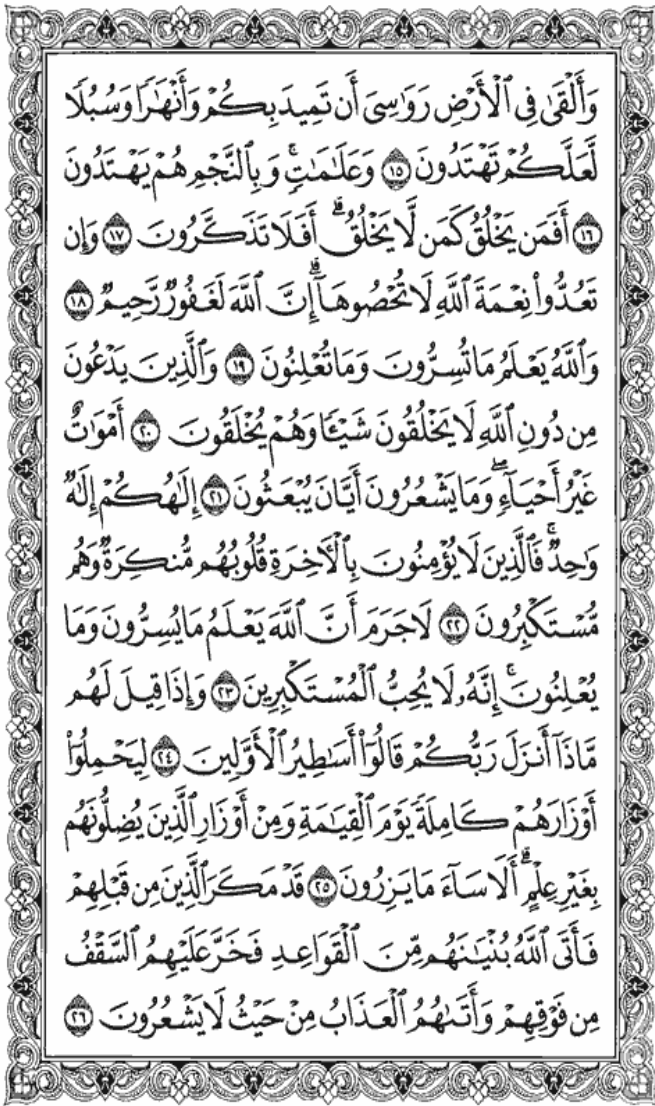 وَأَلْقَىٰ فِى ٱلْأَرْضِ رَوَٰسِىَ أَن تَمِيدَ بِكُمْ وَأَنْهَٰرًا وَسُبُلًا
لَّعَلَّكُمْ تَهْتَدُونَ ١٥ وَعَلَٰمَٰتٍۚ وَبِٱلنَّجْمِ هُمْ يَهْتَدُونَ
١٦ أَفَمَن يَخْلُقُ كَمَن لَّا يَخْلُقُۗ أَفَلَا تَذَكَّرُونَ ١٧ وَإِن
تَعُدُّوا۟ نِعْمَةَ ٱللَّهِ لَا تُحْصُوهَآۗ إِنَّ ٱللَّهَ لَغَفُورٌ رَّحِيمٌ ١٨
وَٱللَّهُ يَعْلَمُ مَا تُسِرُّونَ وَمَا تُعْلِنُونَ ١٩ وَٱلَّذِينَ يَدْعُونَ
مِن دُونِ ٱللَّهِ لَا يَخْلُقُونَ شَيْـًٔا وَهُمْ يُخْلَقُونَ ٢٠ أَمْوَٰتٌ
غَيْرُ أَحْيَآءٍۖ وَمَا يَشْعُرُونَ أَيَّانَ يُبْعَثُونَ ٢١ إِلَٰهُكُمْ إِلَٰهٌ
وَٰحِدٌۚ فَٱلَّذِينَ لَا يُؤْمِنُونَ بِٱلْءَاخِرَةِ قُلُوبُهُم مُّنكِرَةٌ وَهُم
مُّسْتَكْبِرُونَ ٢٢ لَا جَرَمَ أَنَّ ٱللَّهَ يَعْلَمُ مَا يُسِرُّونَ وَمَا
يُعْلِنُونَۚ إِنَّهُۥ لَا يُحِبُّ ٱلْمُسْتَكْبِرِينَ ٢٣ وَإِذَا قِيلَ لَهُم
مَّاذَآ أَنزَلَ رَبُّكُمْ قَالُوٓا۟ أَسَٰطِيرُ ٱلْأَوَّلِينَ ٢٤ لِيَحْمِلُوٓا۟
أَوْزَارَهُمْ كَامِلَةً يَوْمَ ٱلْقِيَٰمَةِ وَمِنْ أَوْزَارِ ٱلَّذِينَ يُضِلُّونَهُم
بِغَيْرِ عِلْمٍۗ أَلَا سَآءَ مَا يَزِرُونَ ٢٥ قَدْ مَكَرَ ٱلَّذِينَ مِن قَبْلِهِمْ
فَأَتَى ٱللَّهُ بُنْيَٰنَهُم مِّنَ ٱلْقَوَاعِدِ فَخَرَّ عَلَيْهِمُ ٱلسَّقْفُ
مِن فَوْقِهِمْ وَأَتَىٰهُمُ ٱلْعَذَابُ مِنْ حَيْثُ لَا يَشْعُرُونَ ٢٦